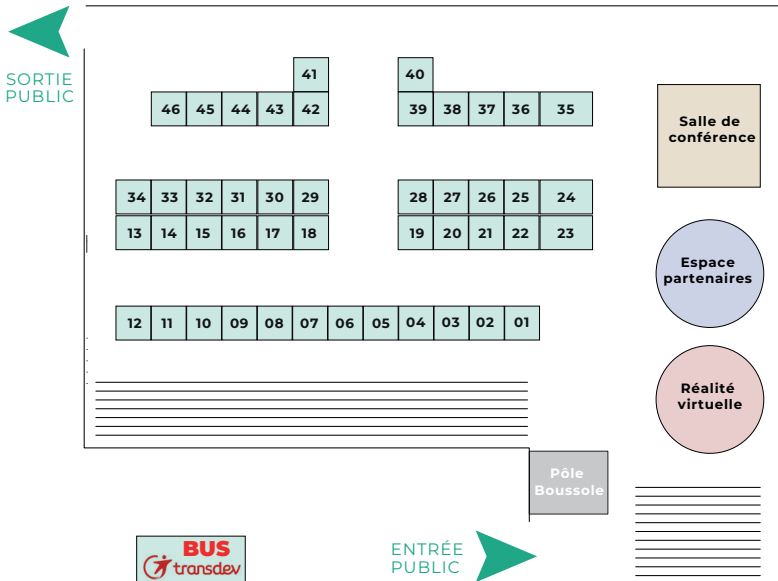 SORTIE
PUBLIC
41
40
46 45 44 43 42
39 38 37 36 35
Salle de
conférence
34 33 32 31 30 29
28 27 26 25 24
13 14 15 16 17 18
19 20 21 22 23
Espace
partenaires
12 11 10 09 08 07 06 05 04 03 02 01
Réalité
virtuelle
Pôle
Boussole
BUS
transdev
ENTRÉE
PUBLIC